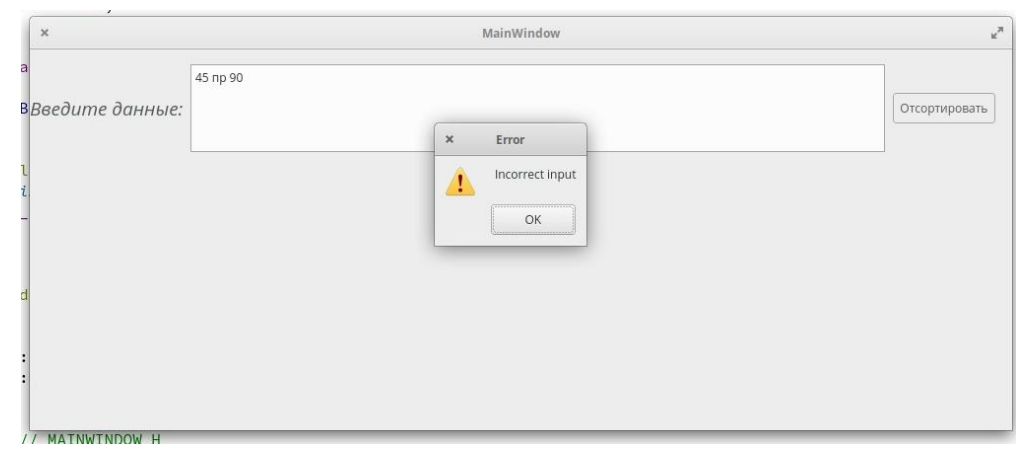 MainWindow
45 пр 90
Введите данные:
Отсортировать
Error
Incorrect input
OK
// MAINWINDOW_H